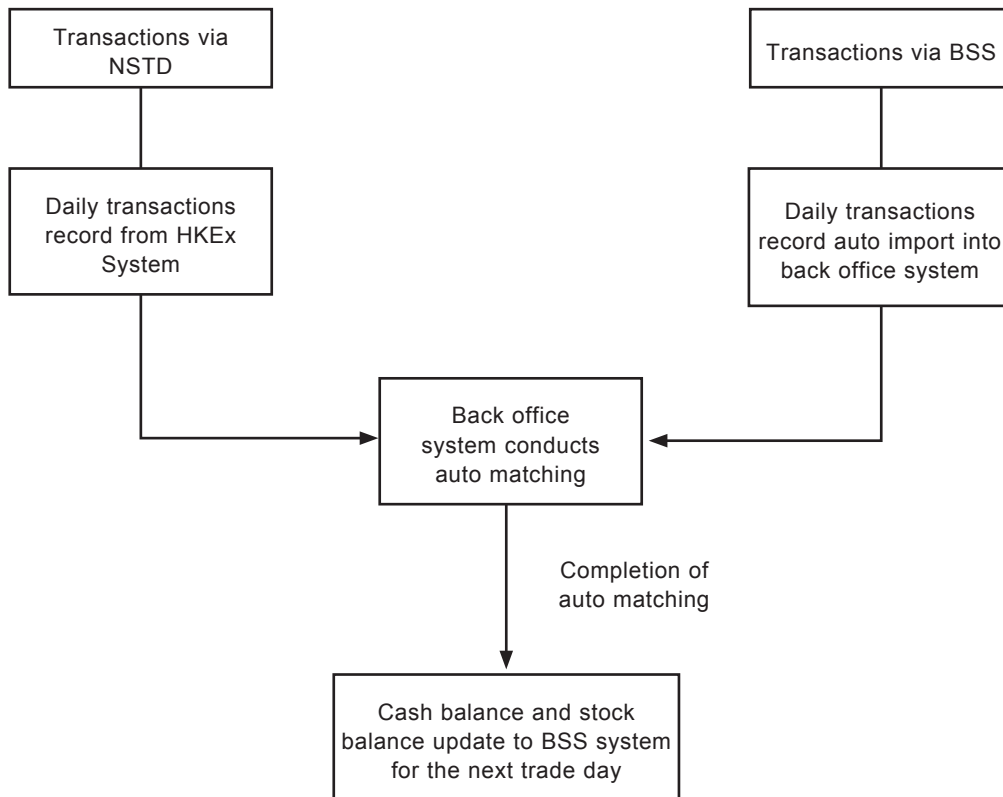 Transactions via
NSTD
Transactions via BSS
Daily transactions
record from HKEx
System
Daily transactions
record auto import into
back office system
Back office
system conducts
auto matching
Completion of
auto matching
Cash balance and stock
balance update to BSS system
for the next trade day